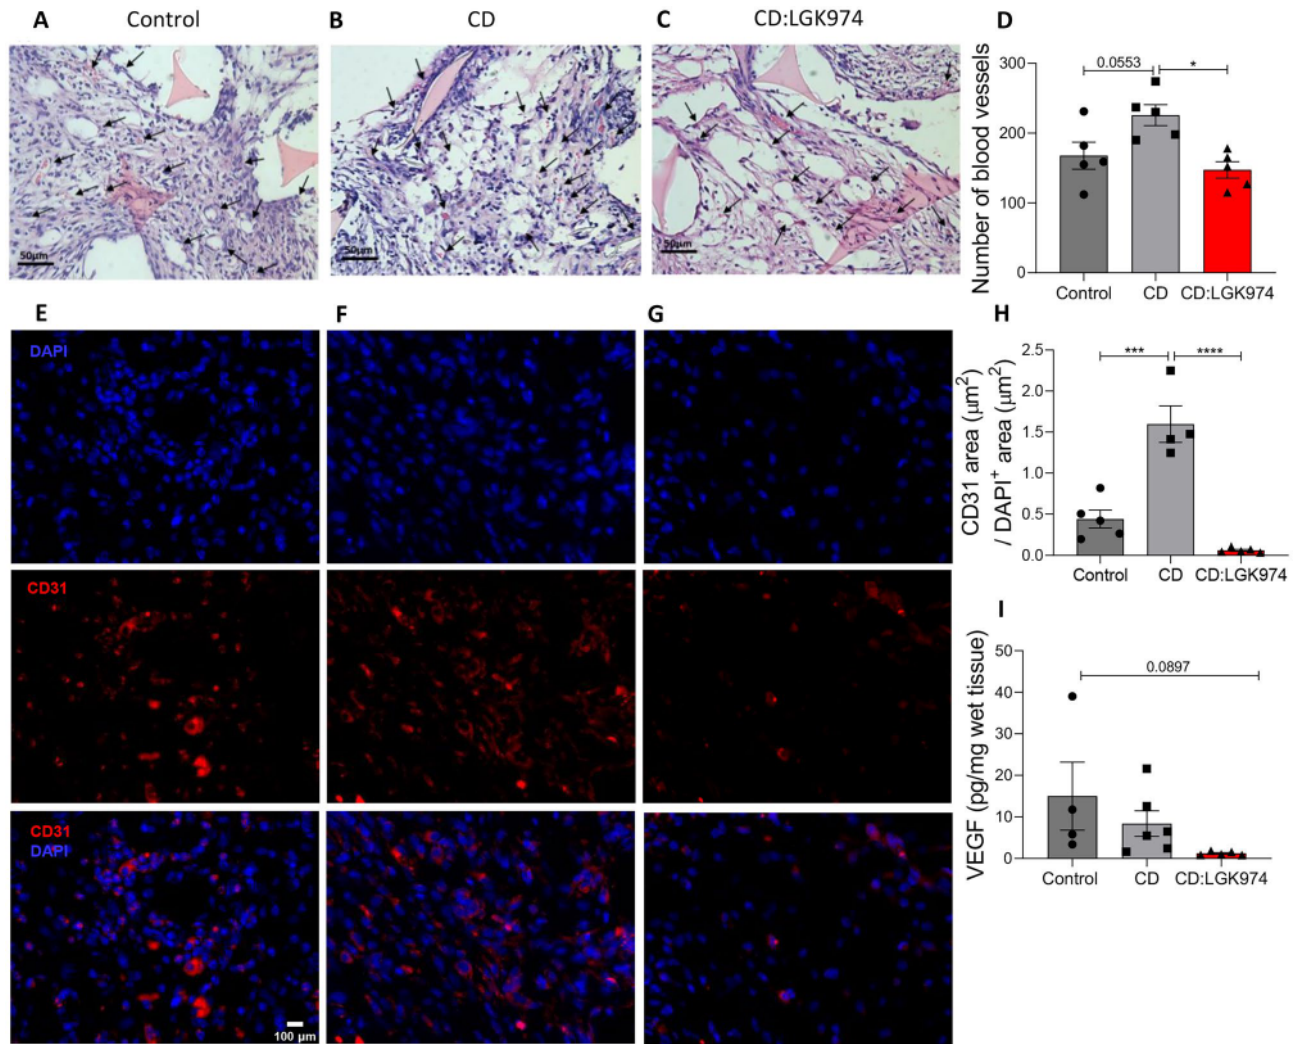 A Control
B CD
C CD:LGK974
50μm
50μm
50μm
D
Number of blood vessels
300
200
100
0
0.0553
*
Control CD CD:LGK974
E
DAPI
CD31
CD31
DAPI
100 μm
F
G
H
CD31 area (μm²)
/ DAPI⁺ area (μm²)
2.5
2.0
1.5
1.0
0.5
0.0
***
****
Control CD CD:LGK974
I
VEGF (pg/mg wet tissue)
50
40
30
20
10
0
0.0897
Control CD CD:LGK974